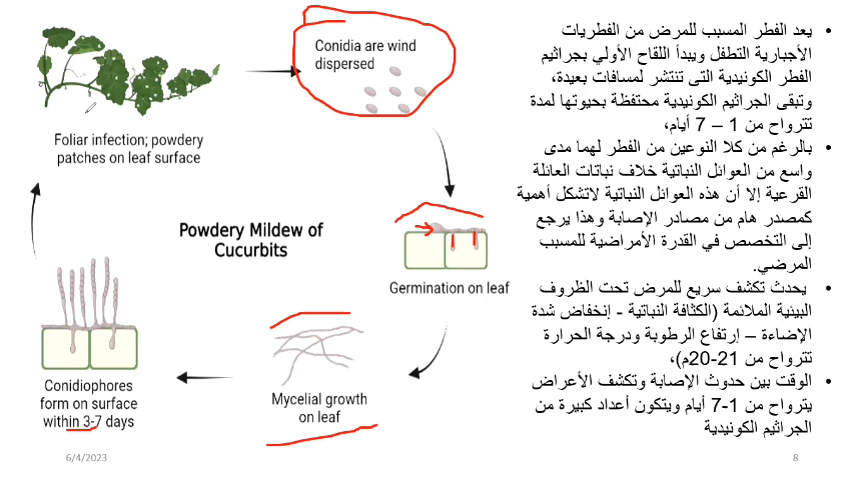 Conidia are wind
dispersed
Foliar infection; powdery
patches on leaf surface
Powdery Mildew of
Cucurbits
Germination on leaf
Mycelial growth
on leaf
Conidiophores
form on surface
within 3-7 days
• يعد الفطر المسبب للمرض من الفطريات
الأجبارية التطفل ويبدأ اللقاح الأولي بجراثيم
الفطر الكونيدية التى تنتشر لمسافات بعيدة،
وتبقى الجراثيم الكونيدية محتفظة بحيوتها لمدة
تتراوح من 1 – 7 أيام،
• بالرغم من كلا النوعين من الفطر لهما مدى
واسع من العوائل النباتية خلاف نباتات العائلة
القرعية إلا أن هذه العوائل النباتية لاتشكل أهمية
كمصدر هام من مصادر الإصابة وهذا يرجع
إلى التخصص في القدرة الأمراضية للمسبب
المرضي.
• يحدث تكشف سريع للمرض تحت الظروف
البيئية الملائمة (الكثافة النباتية - إنخفاض شدة
الإضاءة – إرتفاع الرطوبة ودرجة الحرارة
تتراوح من 21-20م)،
• الوقت بين حدوث الإصابة وتكشف الأعراض
يتراوح من 1-7 أيام ويتكون أعداد كبيرة من
الجراثيم الكونيدية
6/4/2023
8